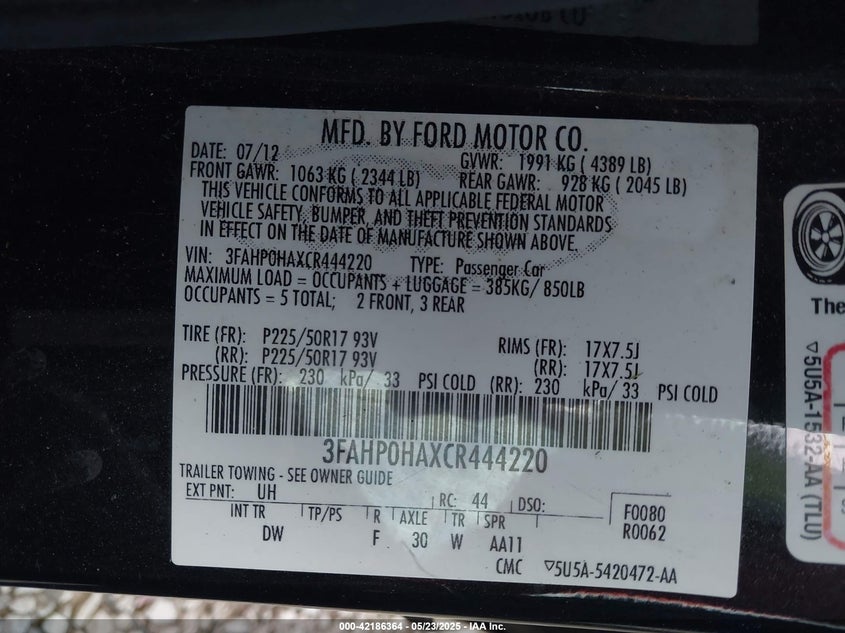 MFD. BY FORD MOTOR CO.
DATE: 07/12 GVWR: 1991 KG ( 4389 LB)
FRONT GAWR: 1063 KG ( 2344 LB) REAR GAWR: 928 KG ( 2045 LB)
THIS VEHICLE CONFORMS TO ALL APPLICABLE FEDERAL MOTOR
VEHICLE SAFETY, BUMPER, AND THEFT PREVENTION STANDARDS
IN EFFECT ON THE DATE OF MANUFACTURE SHOWN ABOVE.
VIN: 3FAHP0HAXCR444220 TYPE: Passenger Car
MAXIMUM LOAD = OCCUPANTS + LUGGAGE = 385KG/ 850LB
OCCUPANTS = 5 TOTAL; 2 FRONT, 3 REAR
TIRE (FR): P225/50R17 93V RIMS (FR): 17X7.5J
(RR): P225/50R17 93V (RR): 17X7.5J
PRESSURE (FR): 230 kPa/ 33 PSI COLD (RR): 230 kPa/ 33 PSI COLD
3FAHP0HAXCR444220
TRAILER TOWING - SEE OWNER GUIDE
EXT PNT: UH RC: 44 DSO: F0080
INT TR TP/PS R AXLE TR SPR R0062
DW F 30 W AA11
CMC ▽5U5A-5420472-AA
The
▽5U5A-1532-AA (TLU)
000-42186364 - 05/23/2025 - IAA Inc.